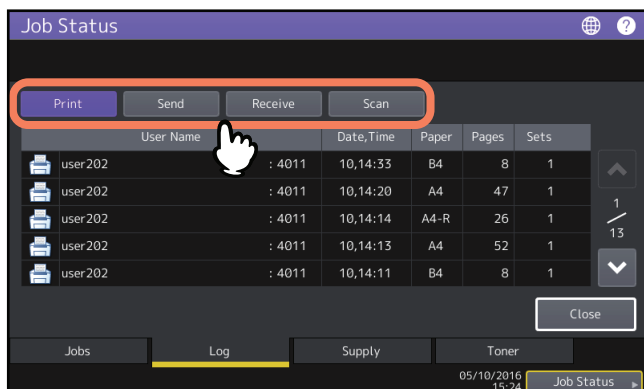 Job Status
?
Print Send Receive Scan
User Name Date,Time Paper Pages Sets
user202 : 4011 10,14:33 B4 8 1
user202 : 4011 10,14:20 A4 47 1
user202 : 4011 10,14:14 A4-R 26 1
user202 : 4011 10,14:13 A4 52 1
user202 : 4011 10,14:11 B4 8 1
1
13
Close
Jobs Log Supply Toner
05/10/2016
15:24 Job Status